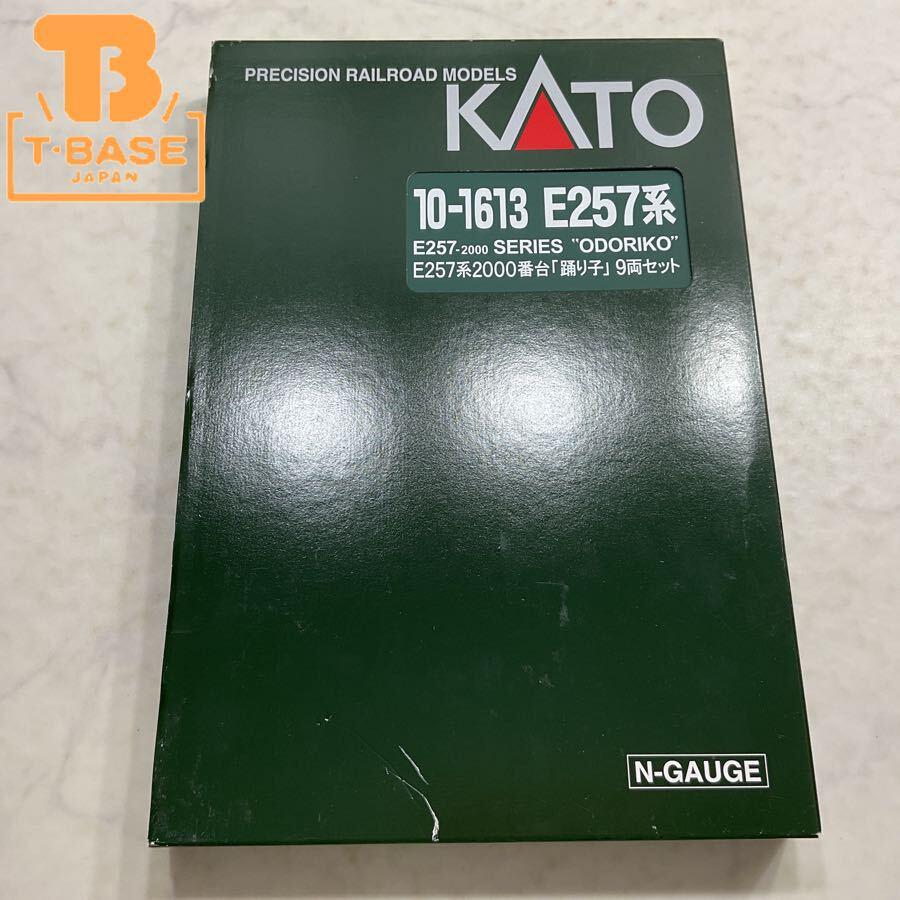 B
T·BASE
JAPAN
PRECISION RAILROAD MODELS
KATO
10-1613 E257系
E257-2000 SERIES "ODORIKO"
E257系2000番台「踊り子」9両セット
N-GAUGE